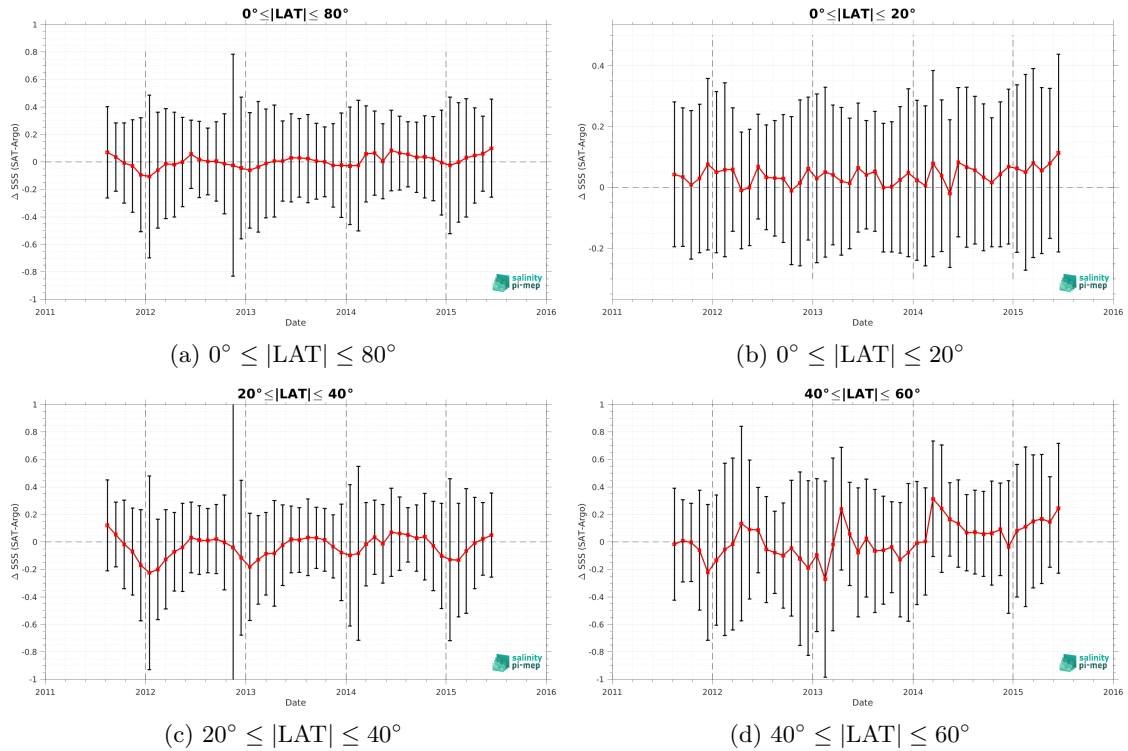 0°≤|LAT|≤ 80°
1
0.8
0.6
0.4
0.2
0
-0.2
-0.4
-0.6
-0.8
-1
Δ SSS (SAT-Argo)
2011 2012 2013 2014 2015 2016
Date
salinity
pi-mep
(a) 0° ≤ |LAT| ≤ 80°
0°≤|LAT|≤ 20°
0.4
0.2
0
-0.2
Δ SSS (SAT-Argo)
2011 2012 2013 2014 2015 2016
Date
salinity
pi-mep
(b) 0° ≤ |LAT| ≤ 20°
20°≤|LAT|≤ 40°
1
0.8
0.6
0.4
0.2
0
-0.2
-0.4
-0.6
-0.8
-1
Δ SSS (SAT-Argo)
2011 2012 2013 2014 2015 2016
Date
salinity
pi-mep
(c) 20° ≤ |LAT| ≤ 40°
40°≤|LAT|≤ 60°
1
0.8
0.6
0.4
0.2
0
-0.2
-0.4
-0.6
-0.8
-1
Δ SSS (SAT-Argo)
2011 2012 2013 2014 2015 2016
Date
salinity
pi-mep
(d) 40° ≤ |LAT| ≤ 60°